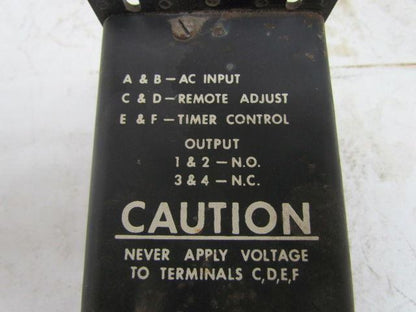 A & B – AC INPUT
C & D – REMOTE ADJUST
E & F – TIMER CONTROL
OUTPUT
1 & 2 – N.O.
3 & 4 – N.C.
CAUTION
NEVER APPLY VOLTAGE
TO TERMINALS C,D,E,F